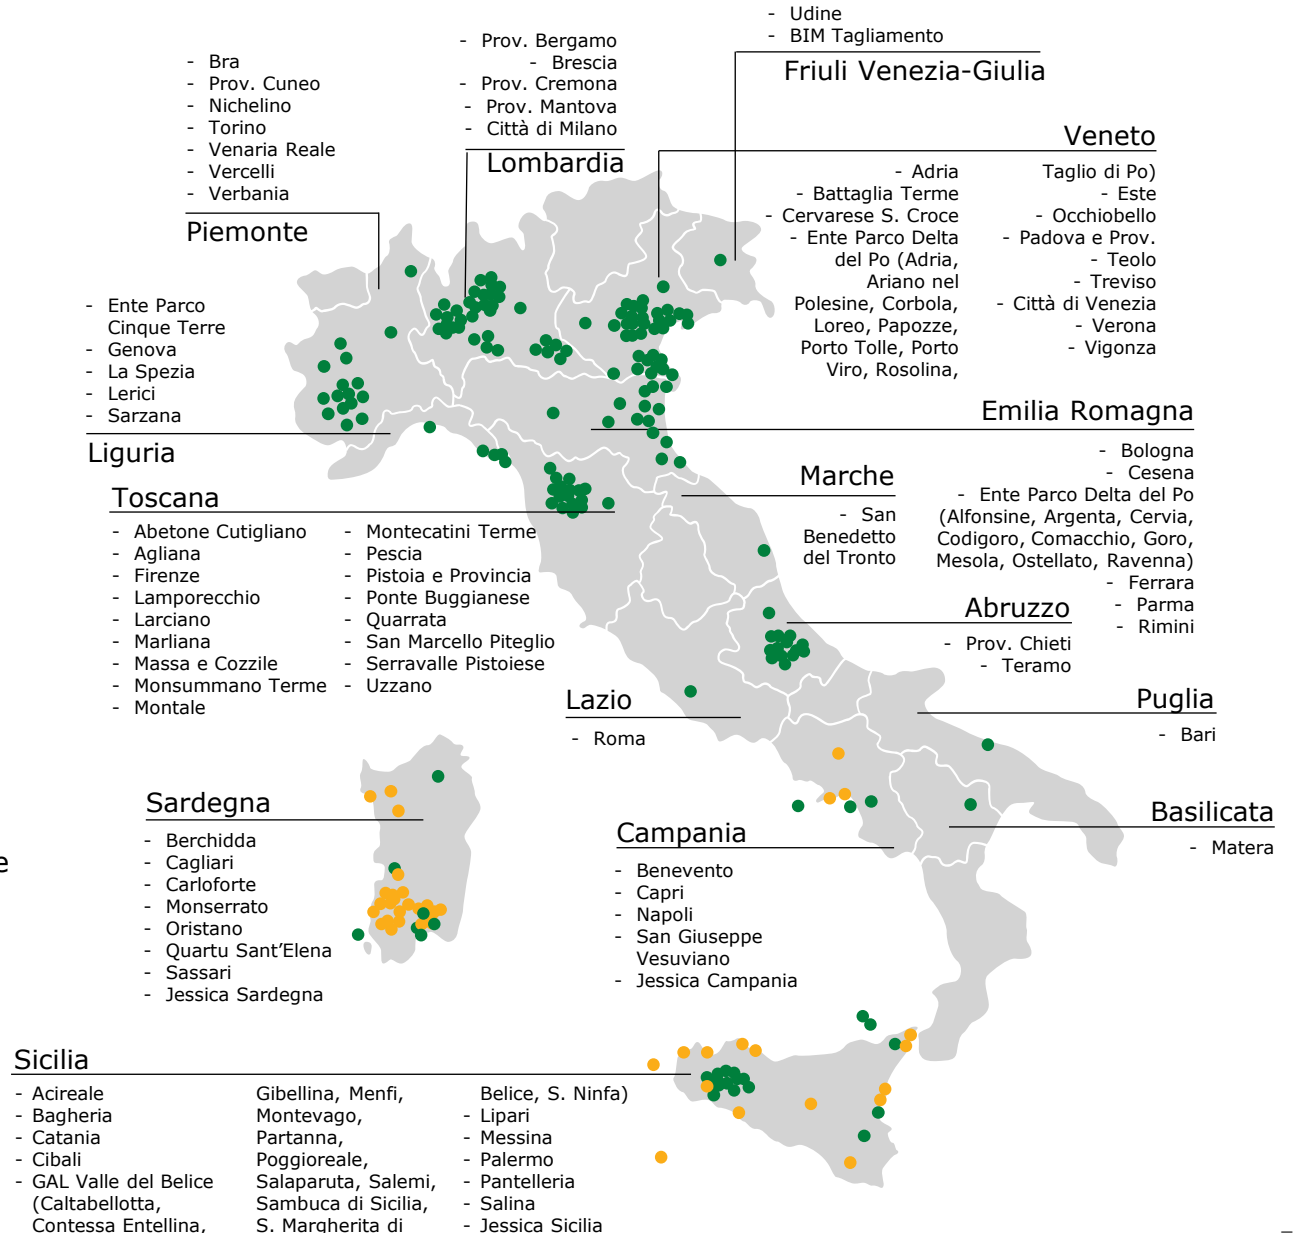 - Udine
- BIM Tagliamento
Friuli Venezia-Giulia
- Prov. Bergamo
- Brescia
- Prov. Cremona
- Prov. Mantova
- Città di Milano
Lombardia
- Bra
- Prov. Cuneo
- Nichelino
- Torino
- Venaria Reale
- Vercelli
- Verbania
Piemonte
Veneto
- Adria
- Battaglia Terme
- Cervarese S. Croce
- Ente Parco Delta
del Po (Adria,
Ariano nel
Polesine, Corbola,
Loreo, Papozze,
Porto Tolle, Porto
Viro, Rosolina,
Taglio di Po)
- Este
- Occhiobello
- Padova e Prov.
- Teolo
- Treviso
- Città di Venezia
- Verona
- Vigonza
- Ente Parco
Cinque Terre
- Genova
- La Spezia
- Lerici
- Sarzana
Liguria
Emilia Romagna
- Bologna
- Cesena
- Ente Parco Delta del Po
(Alfonsine, Argenta, Cervia,
Codigoro, Comacchio, Goro,
Mesola, Ostellato, Ravenna)
- Ferrara
- Parma
- Rimini
Marche
- San
Benedetto
del Tronto
Toscana
- Abetone Cutigliano
- Agliana
- Firenze
- Lamporecchio
- Larciano
- Marliana
- Massa e Cozzile
- Monsummano Terme
- Montale
- Montecatini Terme
- Pescia
- Pistoia e Provincia
- Ponte Buggianese
- Quarrata
- San Marcello Piteglio
- Serravalle Pistoiese
- Uzzano
Abruzzo
- Prov. Chieti
- Teramo
Lazio
- Roma
Puglia
- Bari
Sardegna
- Berchidda
- Cagliari
- Carloforte
- Monserrato
- Oristano
- Quartu Sant’Elena
- Sassari
- Jessica Sardegna
e
Basilicata
- Matera
Campania
- Benevento
- Capri
- Napoli
- San Giuseppe
Vesuviano
- Jessica Campania
Sicilia
- Acireale
- Bagheria
- Catania
- Cibali
- GAL Valle del Belice
(Caltabellotta,
Contessa Entellina,
Gibellina, Menfi,
Montevago,
Partanna,
Poggioreale,
Salaparuta, Salemi,
Sambuca di Sicilia,
S. Margherita di
Belice, S. Ninfa)
- Lipari
- Messina
- Palermo
- Pantelleria
- Salina
- Jessica Sicilia